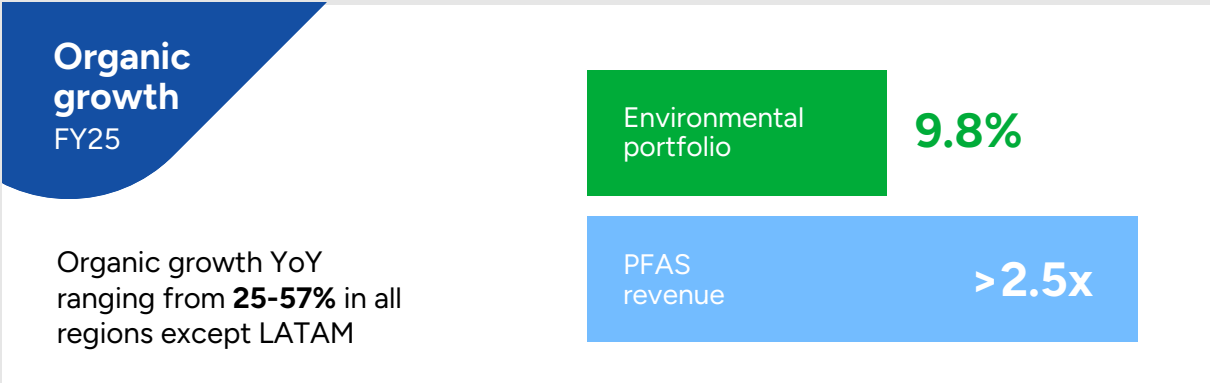 Organic
growth
FY25
Organic growth YoY
ranging from 25-57% in all
regions except LATAM
Environmental
portfolio
9.8%
PFAS
revenue
>2.5x